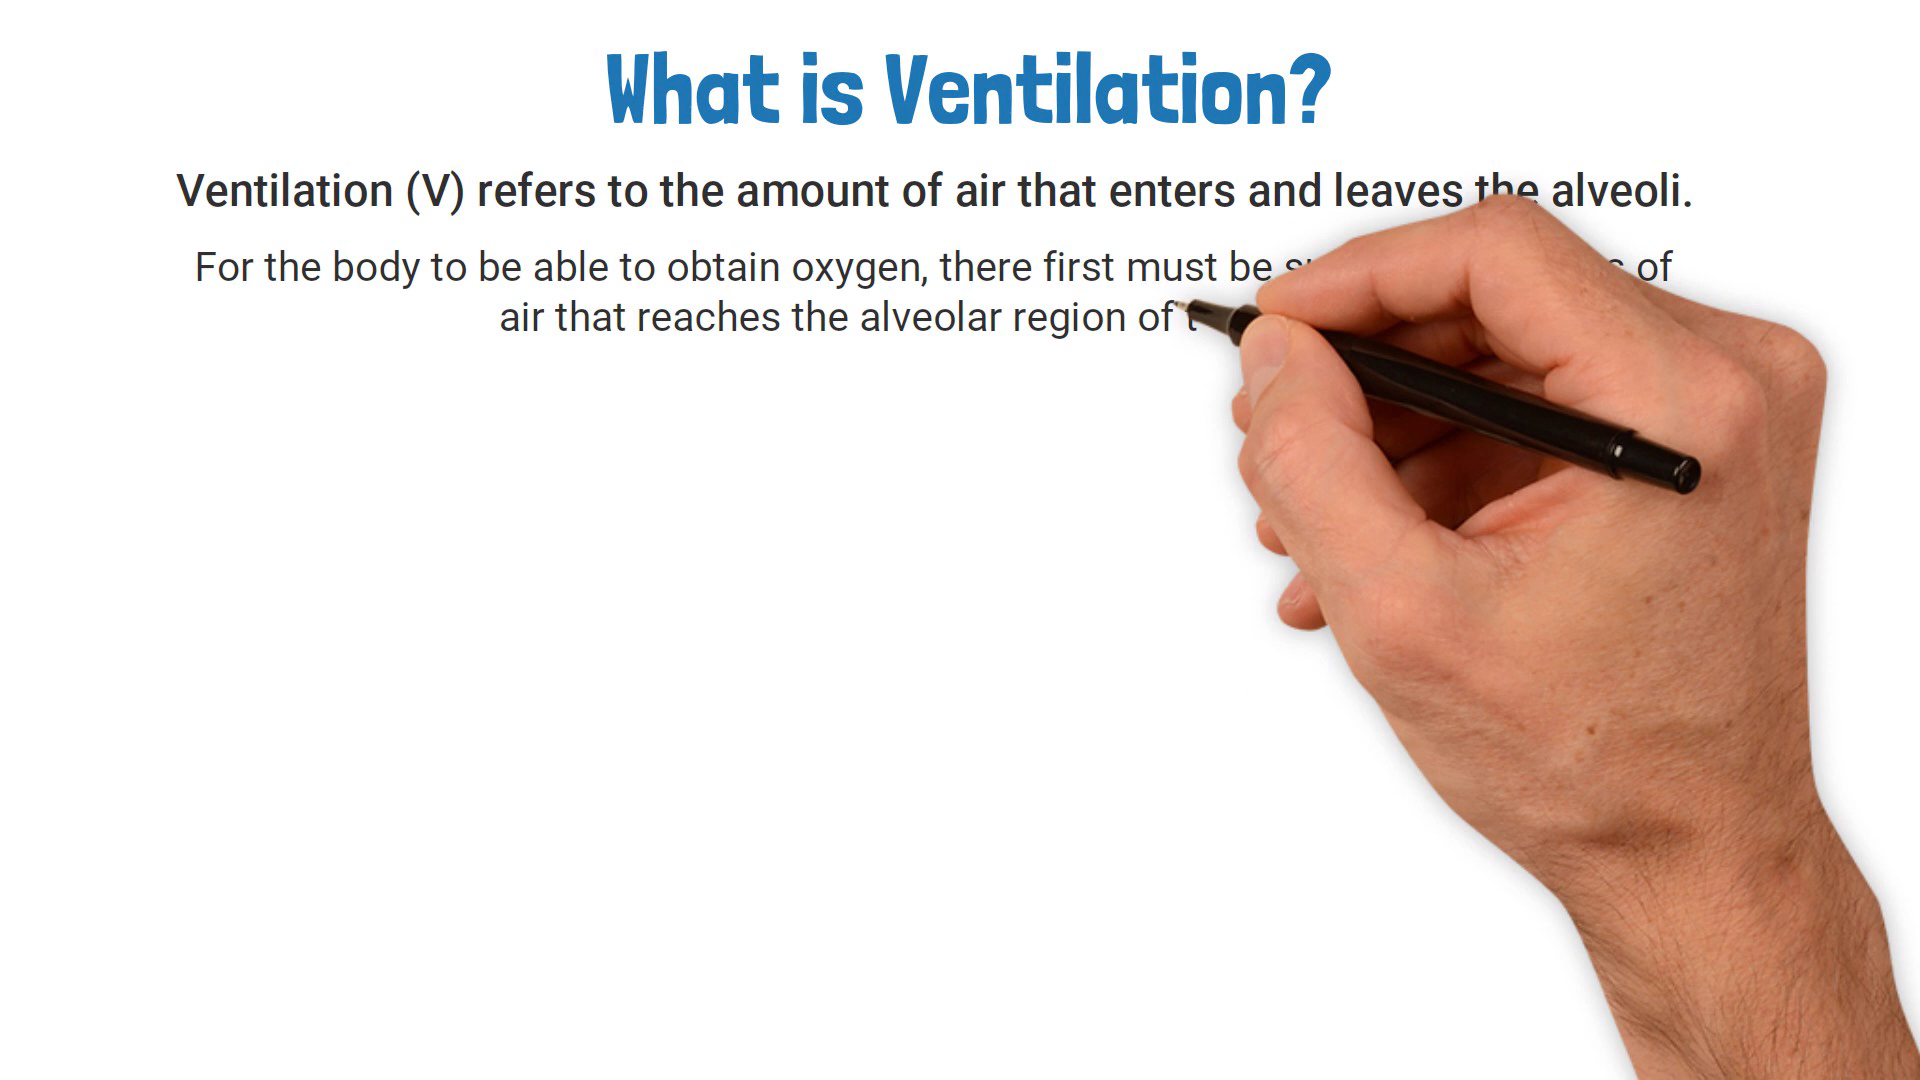 What is Ventilation?
Ventilation (V) refers to the amount of air that enters and leaves the alveoli.
For the body to be able to obtain oxygen, there first must be of
air that reaches the alveolar region of